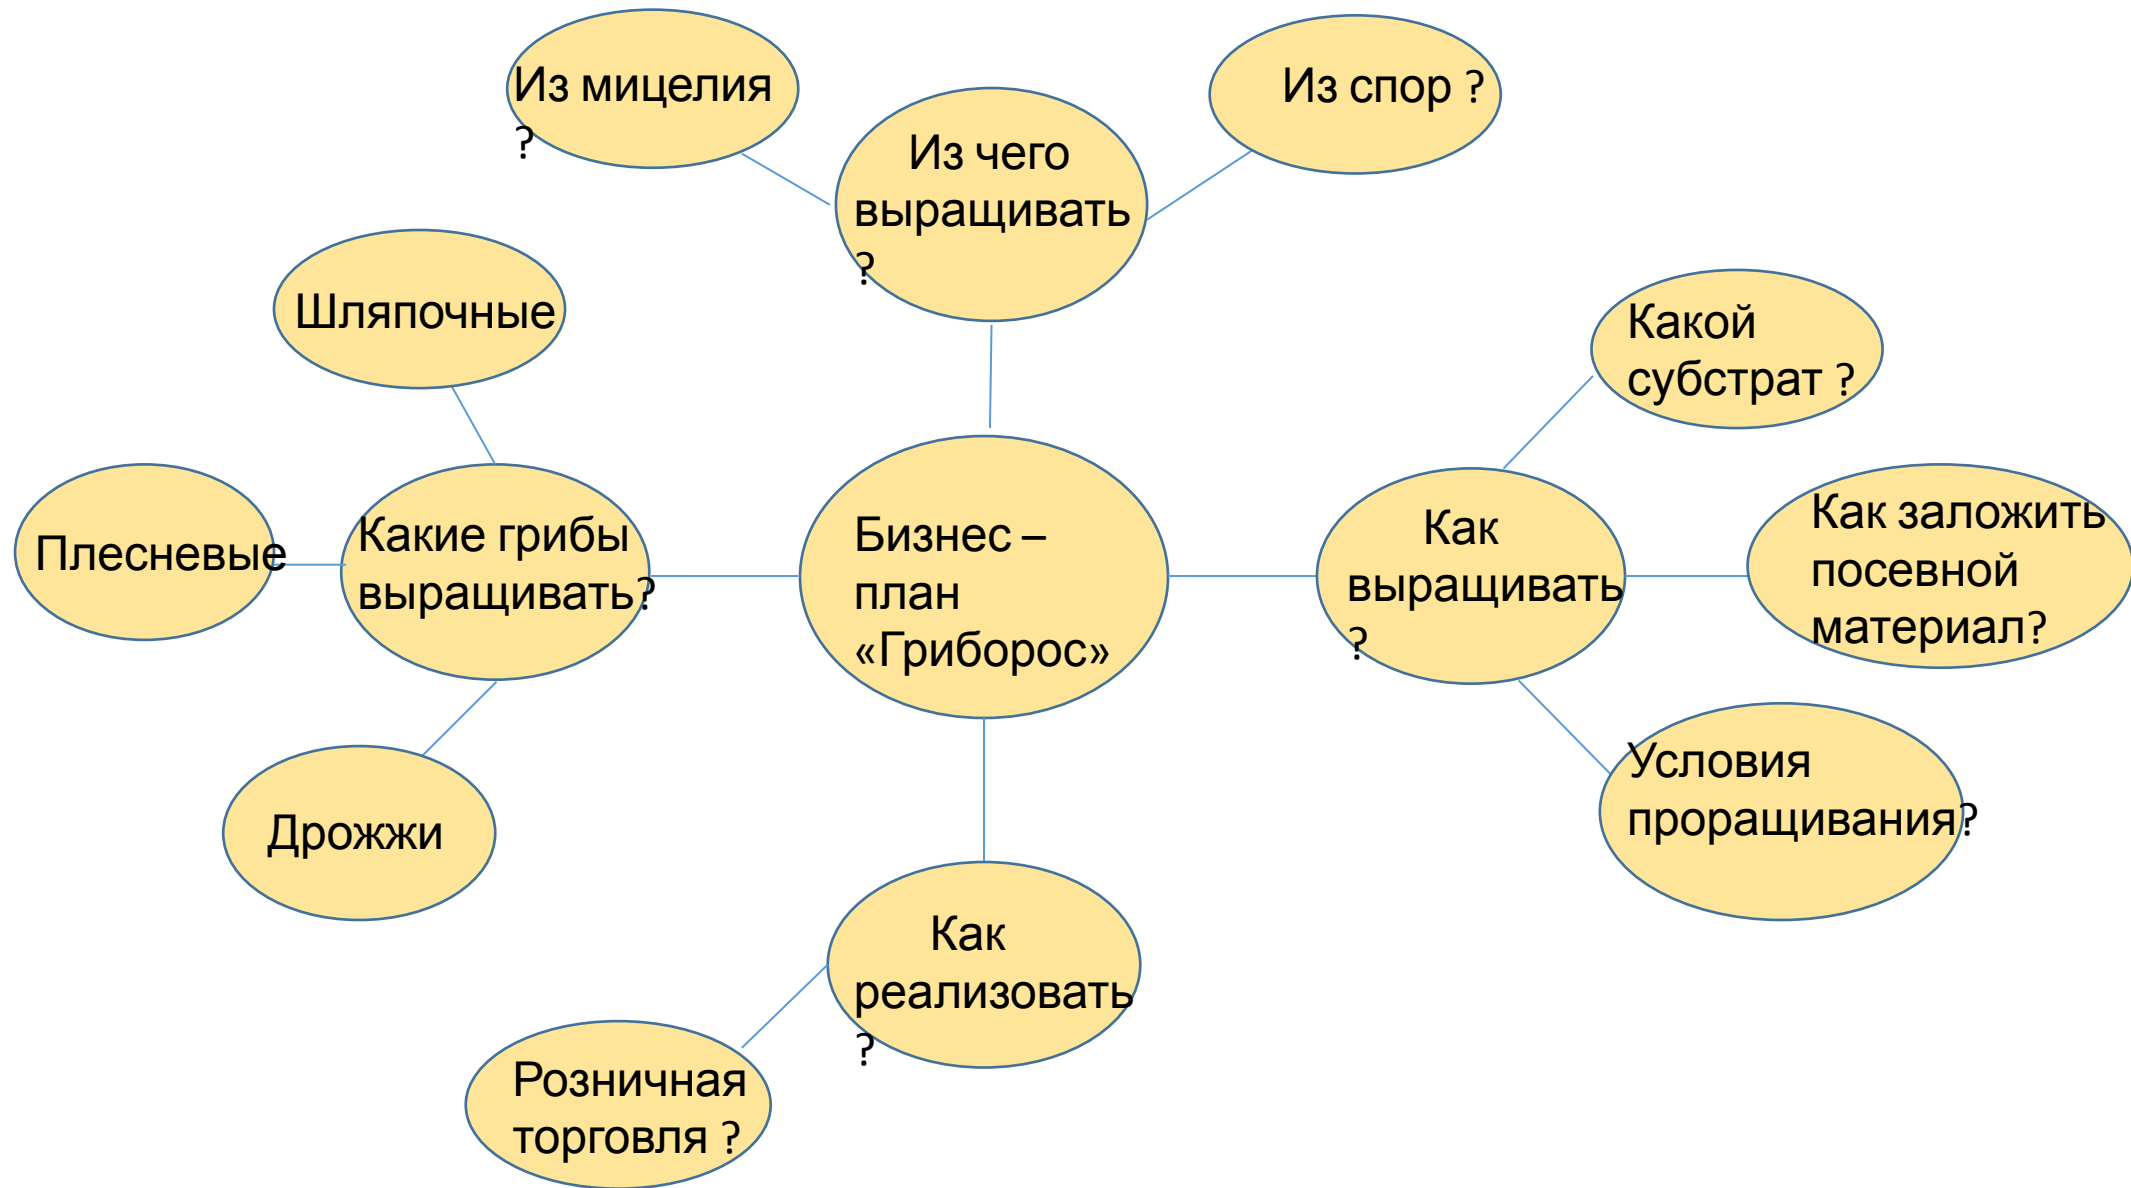 Из мицелия
?
Из чего
выращивать
?
Из спор ?
Шляпочные
Какой
субстрат ?
Плесневые
Какие грибы
выращивать?
Бизнес –
план
«Гриборос»
Как
выращивать
?
Как заложить
посевной
материал?
Условия
проращивания?
Дрожжи
Как
реализовать
?
Розничная
торговля ?